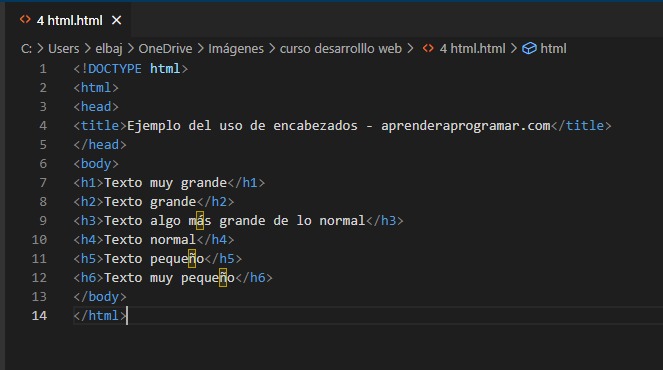 4 html.html
C: > Users > elbaj > OneDrive > Imágenes > curso desarrolllo web > 4 html.html > html
1 <!DOCTYPE html>
2 <html>
3 <head>
4 <title>Ejemplo del uso de encabezados - aprenderaprogramar.com</title>
5 </head>
6 <body>
7 <h1>Texto muy grande</h1>
8 <h2>Texto grande</h2>
9 <h3>Texto algo más grande de lo normal</h3>
10 <h4>Texto normal</h4>
11 <h5>Texto pequeño</h5>
12 <h6>Texto muy pequeño</h6>
13 </body>
14 </html>